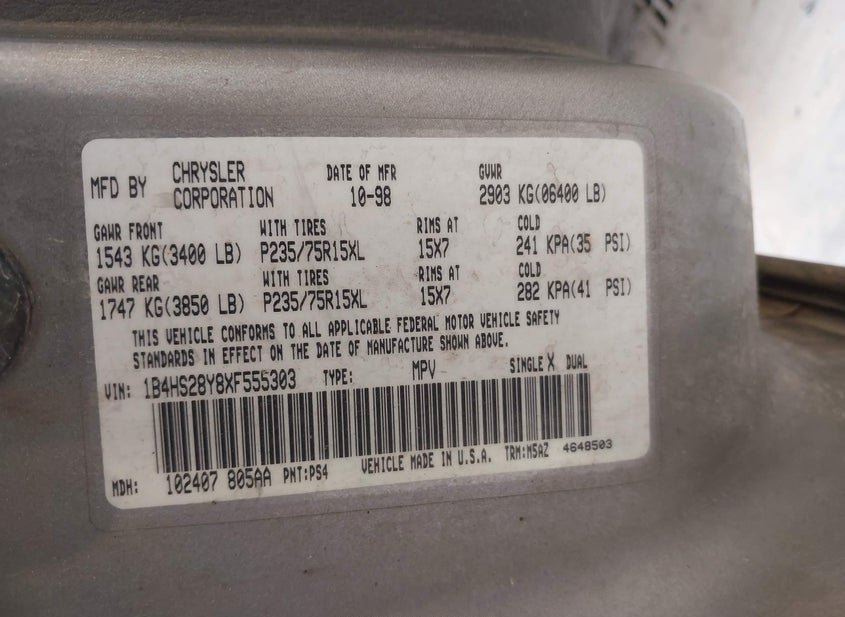 MFD BY CHRYSLER CORPORATION DATE OF MFR 10-98 GVWR 2903 KG(06400 LB)
GAWR FRONT WITH TIRES RIMS AT COLD
1543 KG(3400 LB) P235/75R15XL 15X7 241 KPA(35 PSI)
GAWR REAR WITH TIRES RIMS AT COLD
1747 KG(3850 LB) P235/75R15XL 15X7 282 KPA(41 PSI)
THIS VEHICLE CONFORMS TO ALL APPLICABLE FEDERAL MOTOR VEHICLE SAFETY
STANDARDS IN EFFECT ON THE DATE OF MANUFACTURE SHOWN ABOVE.
VIN: 1B4HS28Y8XF555303 TYPE: MPV SINGLE X DUAL
MDH: 102407 805AA PNT:PS4 VEHICLE MADE IN U.S.A. TRM:M5AZ 4648503